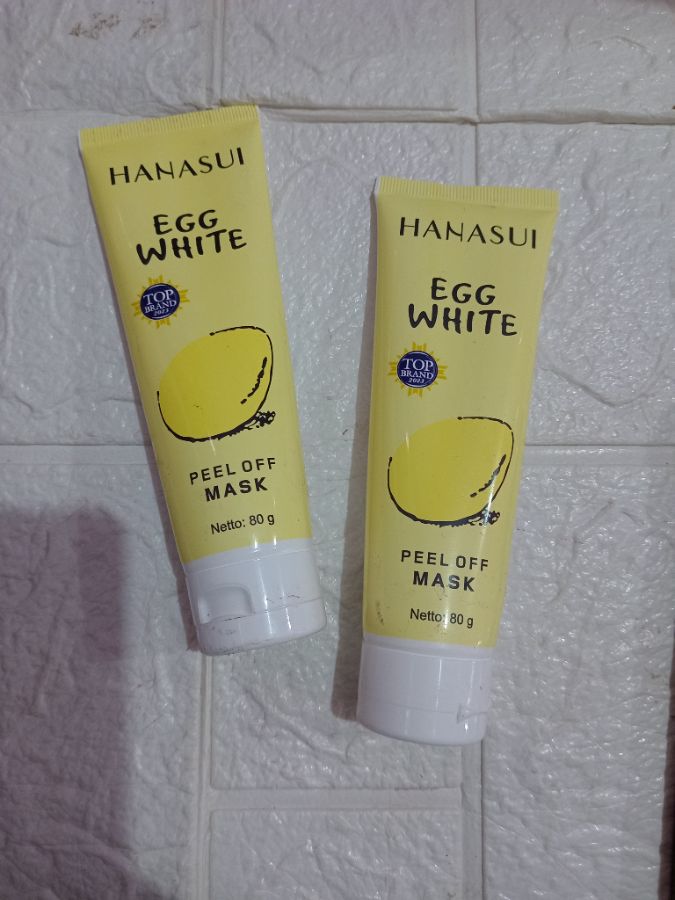 HANASUI
EGG
WHITE
TOP
BRAND
2023
PEEL OFF
MASK
Netto: 80 g
HANASUI
EGG
WHITE
TOP
BRAND
2023
PEEL OFF
MASK
Netto: 80 g